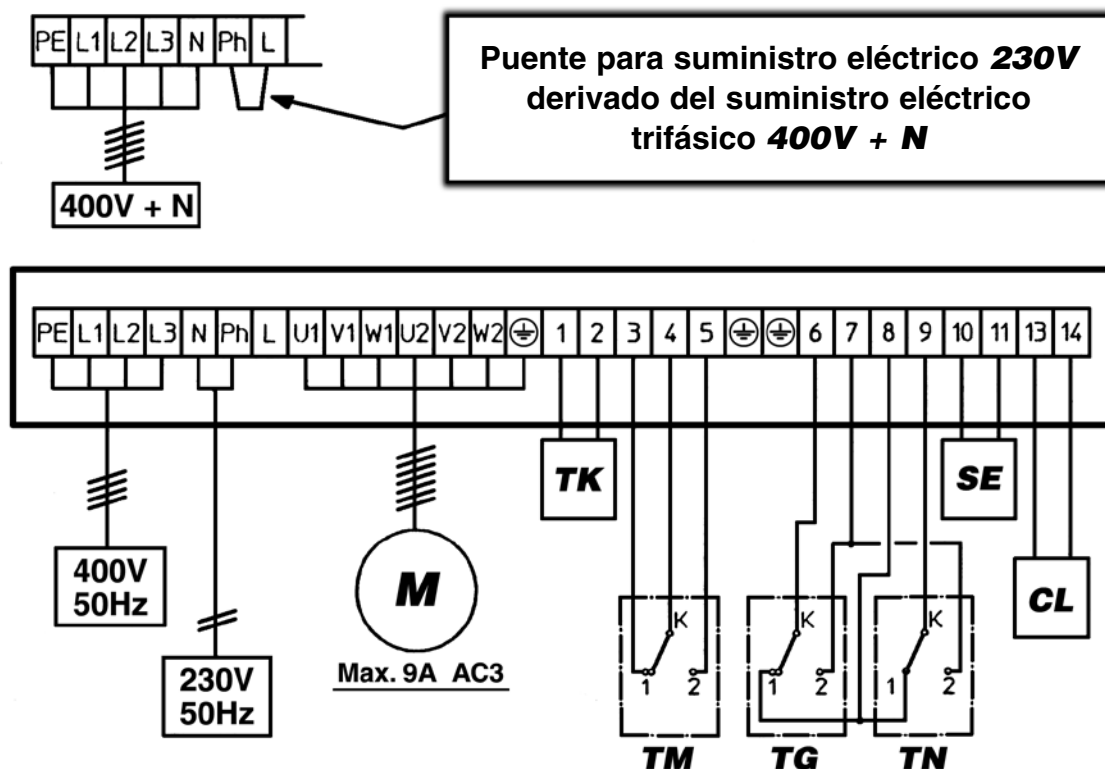 PE L1 L2 L3 N Ph L
Puente para suministro eléctrico 230V
derivado del suministro eléctrico
trifásico 400V + N
400V + N
PE L1 L2 L3 N Ph L U1 V1 W1 U2 V2 W2 1 2 3 4 5 6 7 8 9 10 11 13 14
TK
SE
400V
50Hz
M
CL
230V
50Hz
Max. 9A AC3
K
1 2
K
1 2
K
1 2
TM TG TN